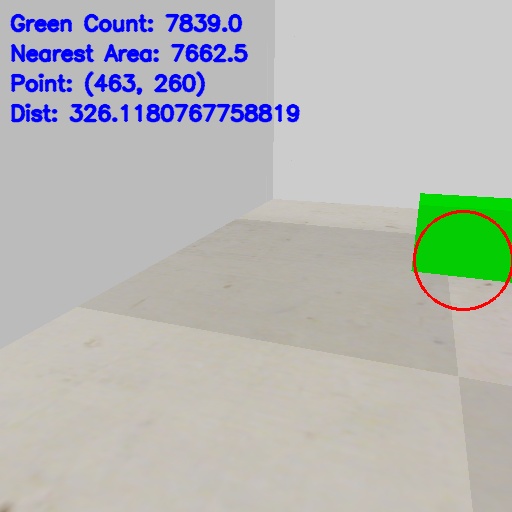 Green Count: 7839.0
Nearest Area: 7662.5
Point: (463, 260)
Dist: 326.1180767758819